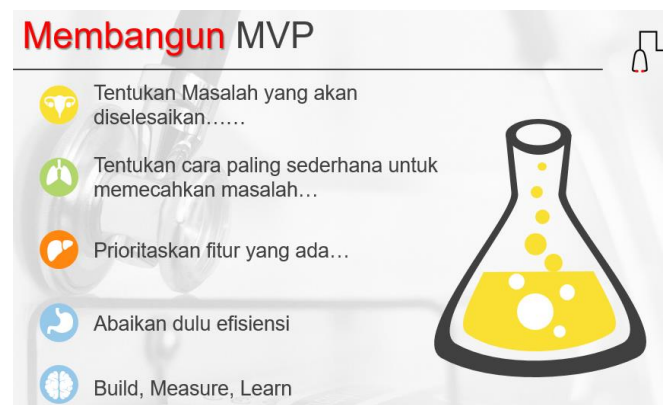 Membangun MVP
Tentukan Masalah yang akan
diselesaikan……
Tentukan cara paling sederhana untuk
memecahkan masalah…
Prioritaskan fitur yang ada…
Abaikan dulu efisiensi
Build, Measure, Learn